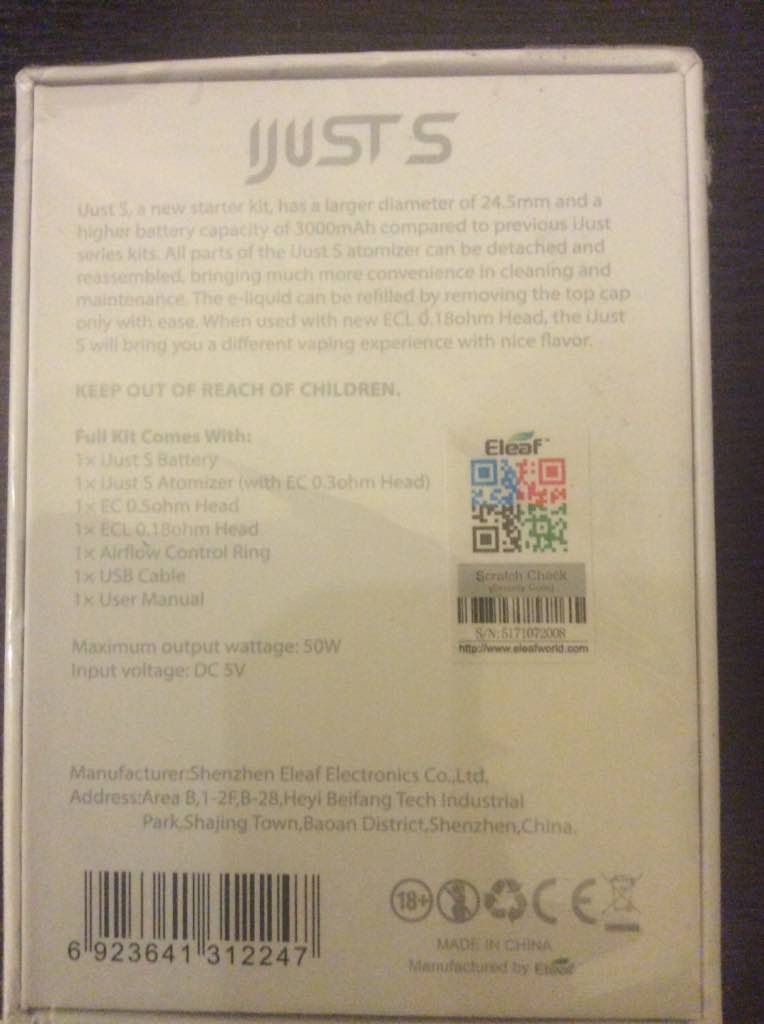 IJUST S
iJust S, a new starter kit, has a larger diameter of 24.5mm and a
higher battery capacity of 3000mAh compared to previous iJust
series kits. All parts of the iJust S atomizer can be detached and
reassembled, bringing much more convenience in cleaning and
maintenance. The e-liquid can be refilled by removing the top cap
only with ease. When used with new ECL 0.18ohm Head, the iJust
S will bring you a different vaping experience with nice flavor.
KEEP OUT OF REACH OF CHILDREN.
Full Kit Comes With:
1× iJust S Battery
1× iJust S Atomizer (with EC 0.3ohm Head)
1× EC 0.5ohm Head
1× ECL 0.18ohm Head
1× Airflow Control Ring
1× USB Cable
1× User Manual
Maximum output wattage: 50W
Input voltage: DC 5V
Eleaf™
Scratch Check
(Security Code)
S/N:5171072008
http://www.eleafworld.com
Manufacturer:Shenzhen Eleaf Electronics Co.,Ltd.
Address:Area B,1-2F,B-28,Heyi Beifang Tech Industrial
Park,Shajing Town,Baoan District,Shenzhen,China.
6 923641 312247
18+ CE
MADE IN CHINA
Manufactured by Eleaf